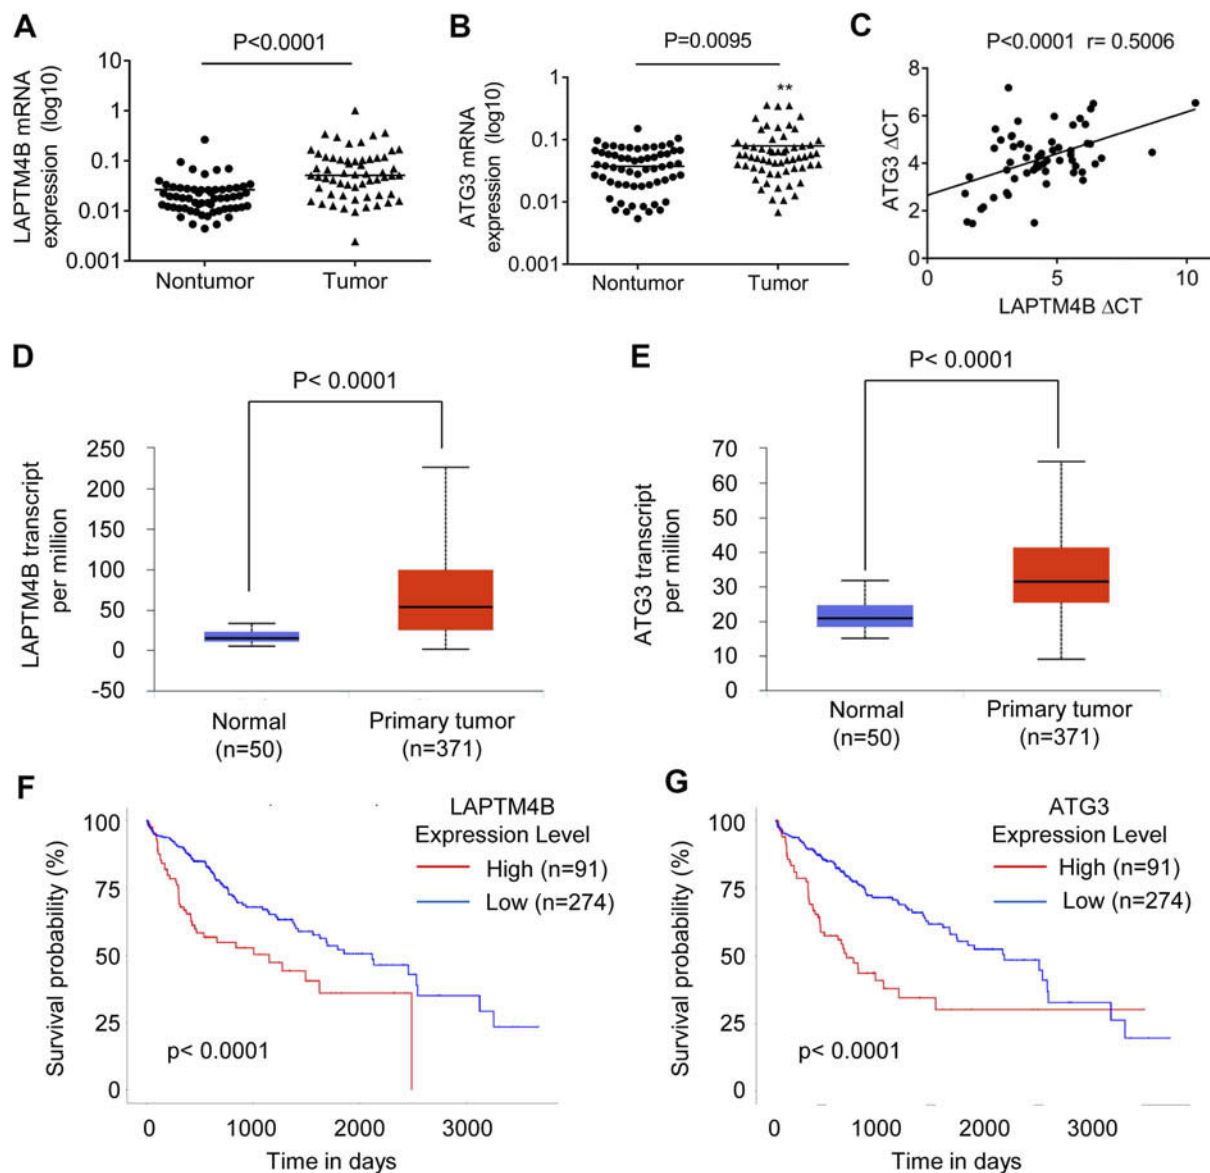 A
P<0.0001
LAPTM4B mRNA
expression (log10)
10
1
0.1
0.01
0.001
Nontumor
Tumor
B
P=0.0095
**
ATG3 mRNA
expression (log10)
1
0.1
0.01
0.001
Nontumor
Tumor
C
P<0.0001 r= 0.5006
ATG3 ΔCT
8
6
4
2
0
0
5
10
LAPTM4B ΔCT
D
P< 0.0001
LAPTM4B transcript
per million
250
200
150
100
50
0
-50
Normal
(n=50)
Primary tumor
(n=371)
E
P< 0.0001
ATG3 transcript
per million
70
60
50
40
30
20
10
0
Normal
(n=50)
Primary tumor
(n=371)
F
LAPTM4B
Expression Level
High (n=91)
Low (n=274)
Survival probability (%)
100
75
50
25
0
p< 0.0001
0
1000
2000
3000
Time in days
G
ATG3
Expression Level
High (n=91)
Low (n=274)
Survival probability (%)
100
75
50
25
0
p< 0.0001
0
1000
2000
3000
Time in days